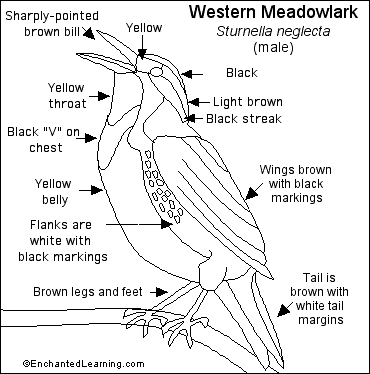 Western Meadowlark
Sturnella neglecta
(male)
Sharply-pointed
brown bill
Yellow
Black
Yellow
throat
Light brown
Black streak
Black "V" on
chest
Wings brown
with black
markings
Yellow
belly
Flanks are
white with
black markings
Brown legs and feet
Tail is
brown with
white tail
margins
©EnchantedLearning.com